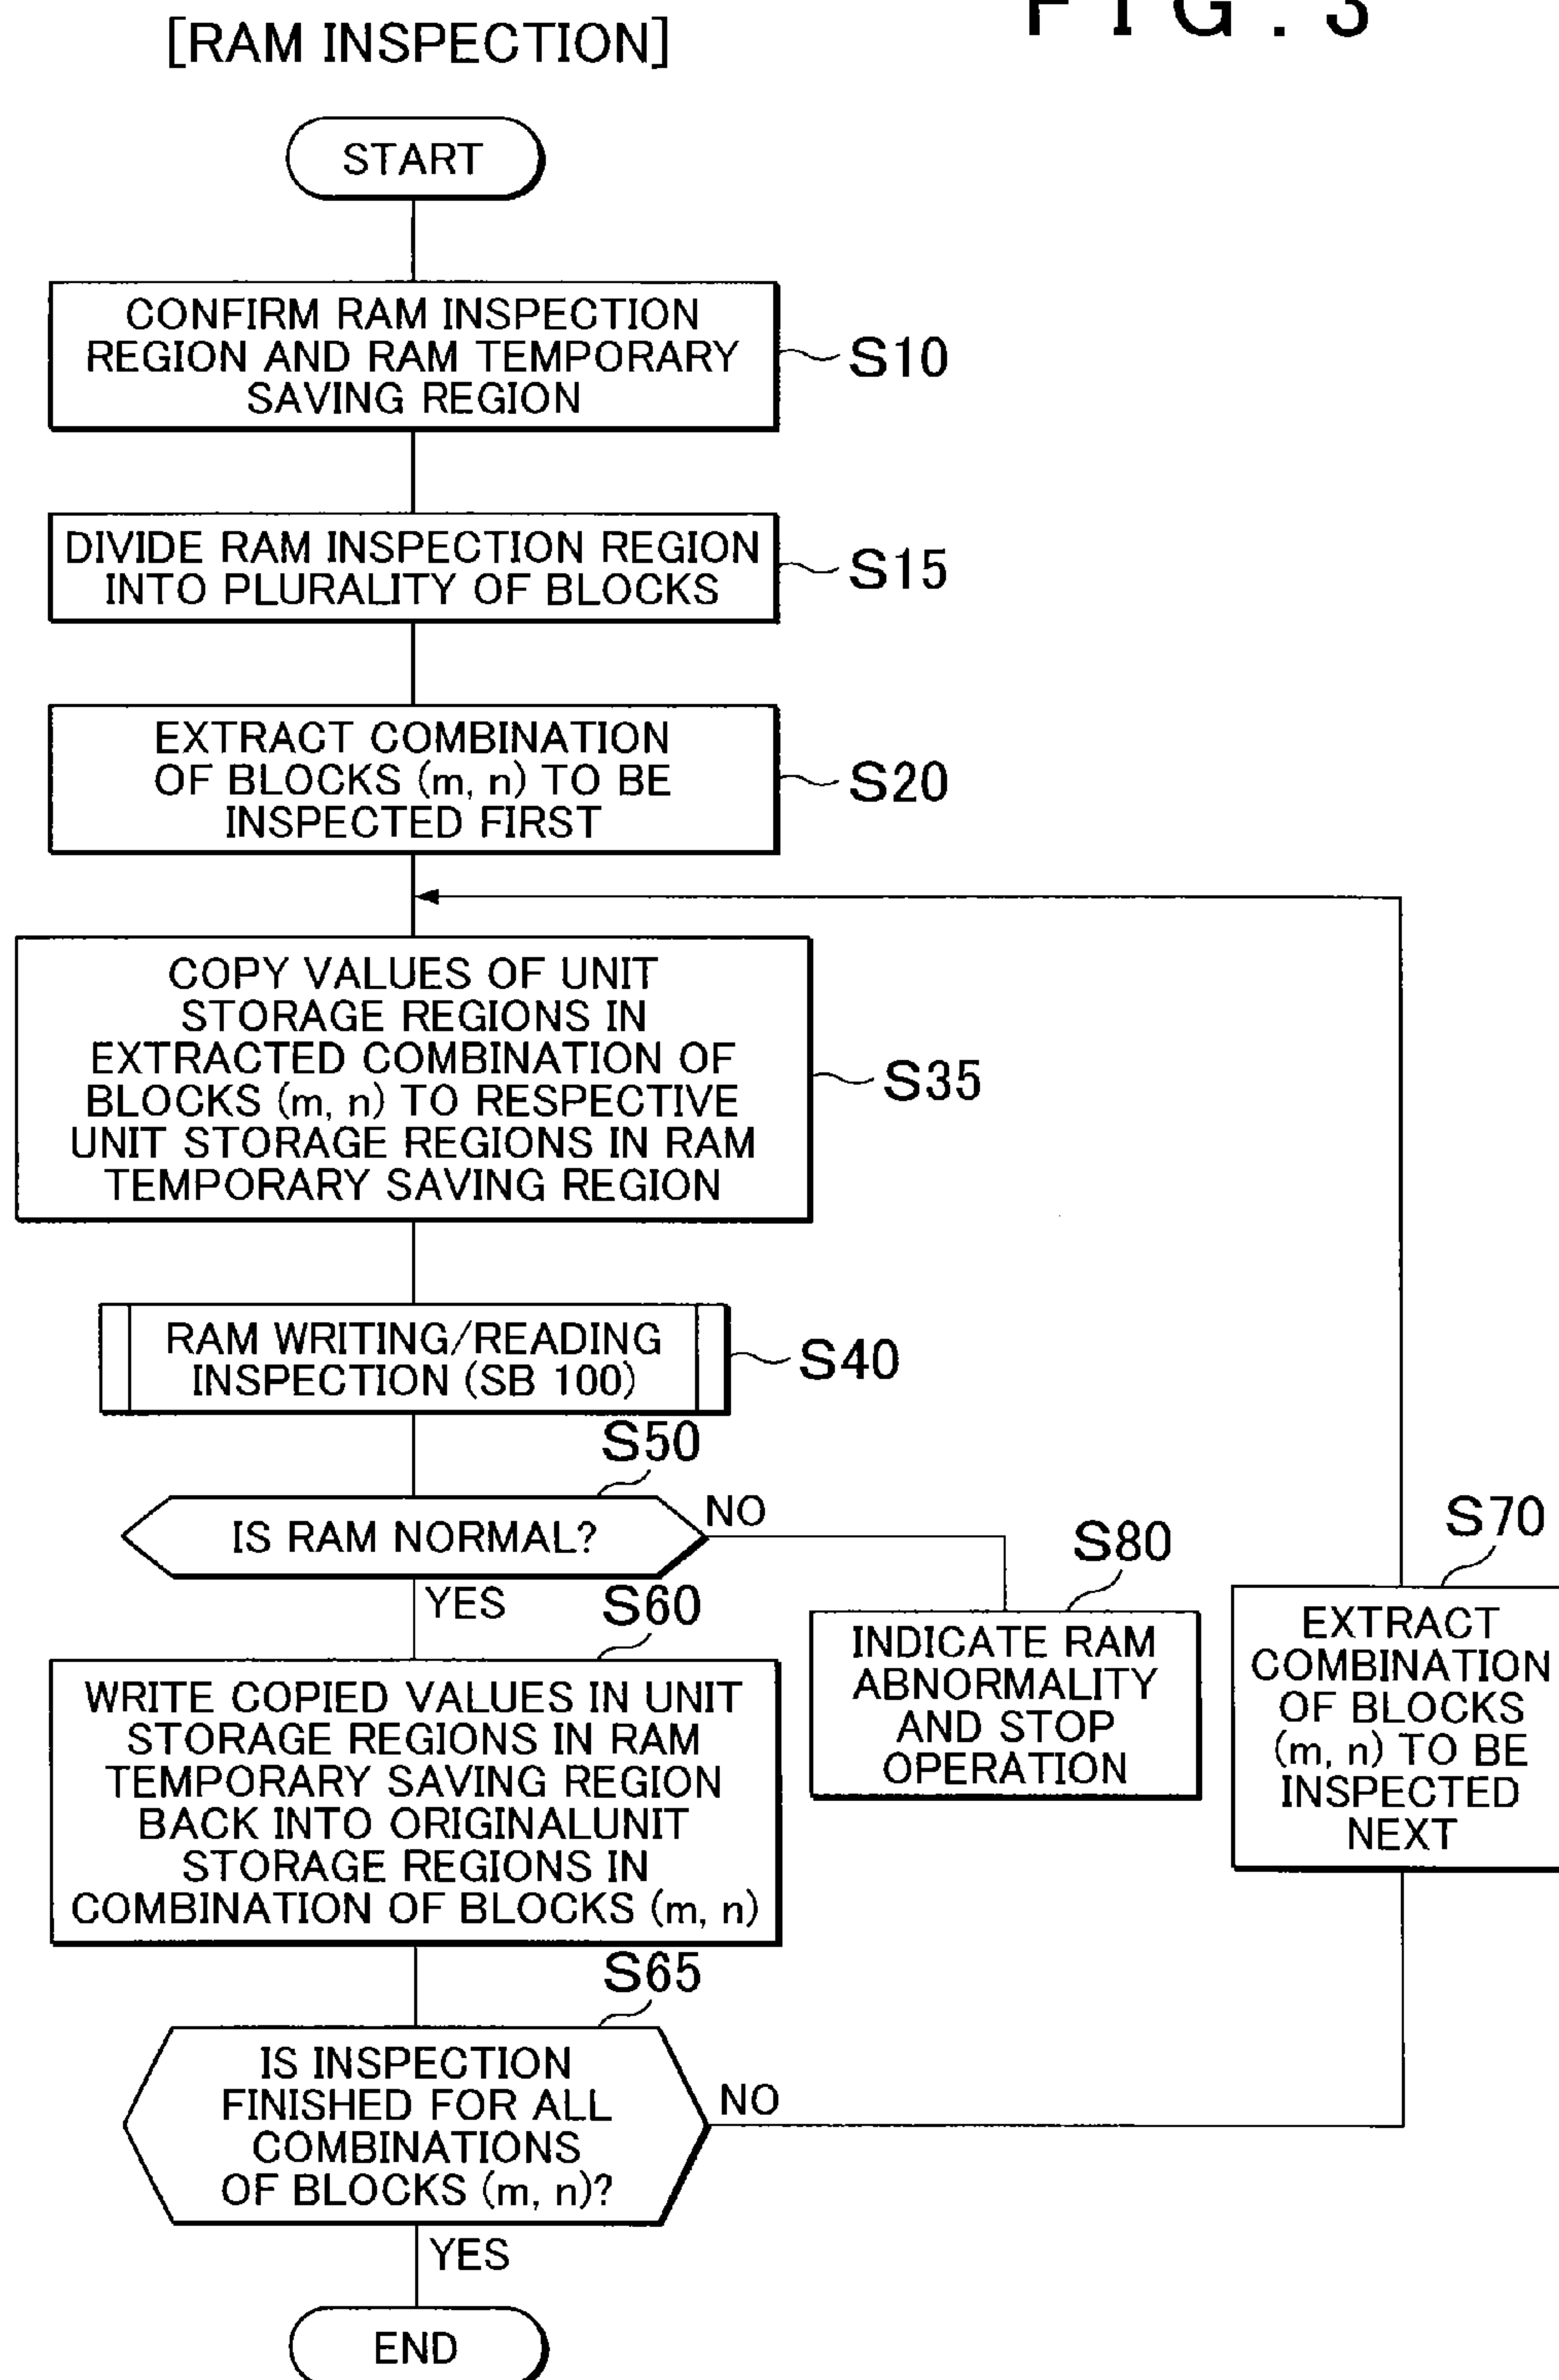 FIG. 3
[RAM INSPECTION]
START
CONFIRM RAM INSPECTION
REGION AND RAM TEMPORARY
SAVING REGION
S10
DIVIDE RAM INSPECTION REGION
INTO PLURALITY OF BLOCKS
S15
EXTRACT COMBINATION
OF BLOCKS (m, n) TO BE
INSPECTED FIRST
S20
COPY VALUES OF UNIT
STORAGE REGIONS IN
EXTRACTED COMBINATION OF
BLOCKS (m, n) TO RESPECTIVE
UNIT STORAGE REGIONS IN RAM
TEMPORARY SAVING REGION
S35
RAM WRITING/READING
INSPECTION (SB 100)
S40
S50
IS RAM NORMAL?
NO
YES
S80
INDICATE RAM
ABNORMALITY
AND STOP
OPERATION
S70
EXTRACT
COMBINATION
OF BLOCKS
(m, n) TO BE
INSPECTED
NEXT
S60
WRITE COPIED VALUES IN UNIT
STORAGE REGIONS IN RAM
TEMPORARY SAVING REGION
BACK INTO ORIGINALUNIT
STORAGE REGIONS IN
COMBINATION OF BLOCKS (m, n)
S65
IS INSPECTION
FINISHED FOR ALL
COMBINATIONS
OF BLOCKS (m, n)?
NO
YES
END